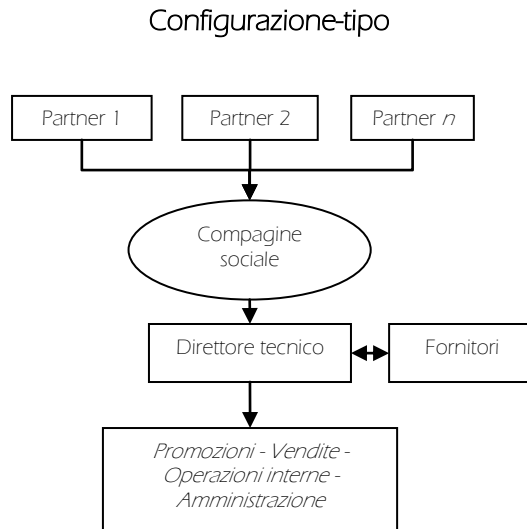 Configurazione-tipo
Partner 1
Partner 2
Partner n
Compagine
sociale
Direttore tecnico
Fornitori
Promozioni - Vendite -
Operazioni interne -
Amministrazione